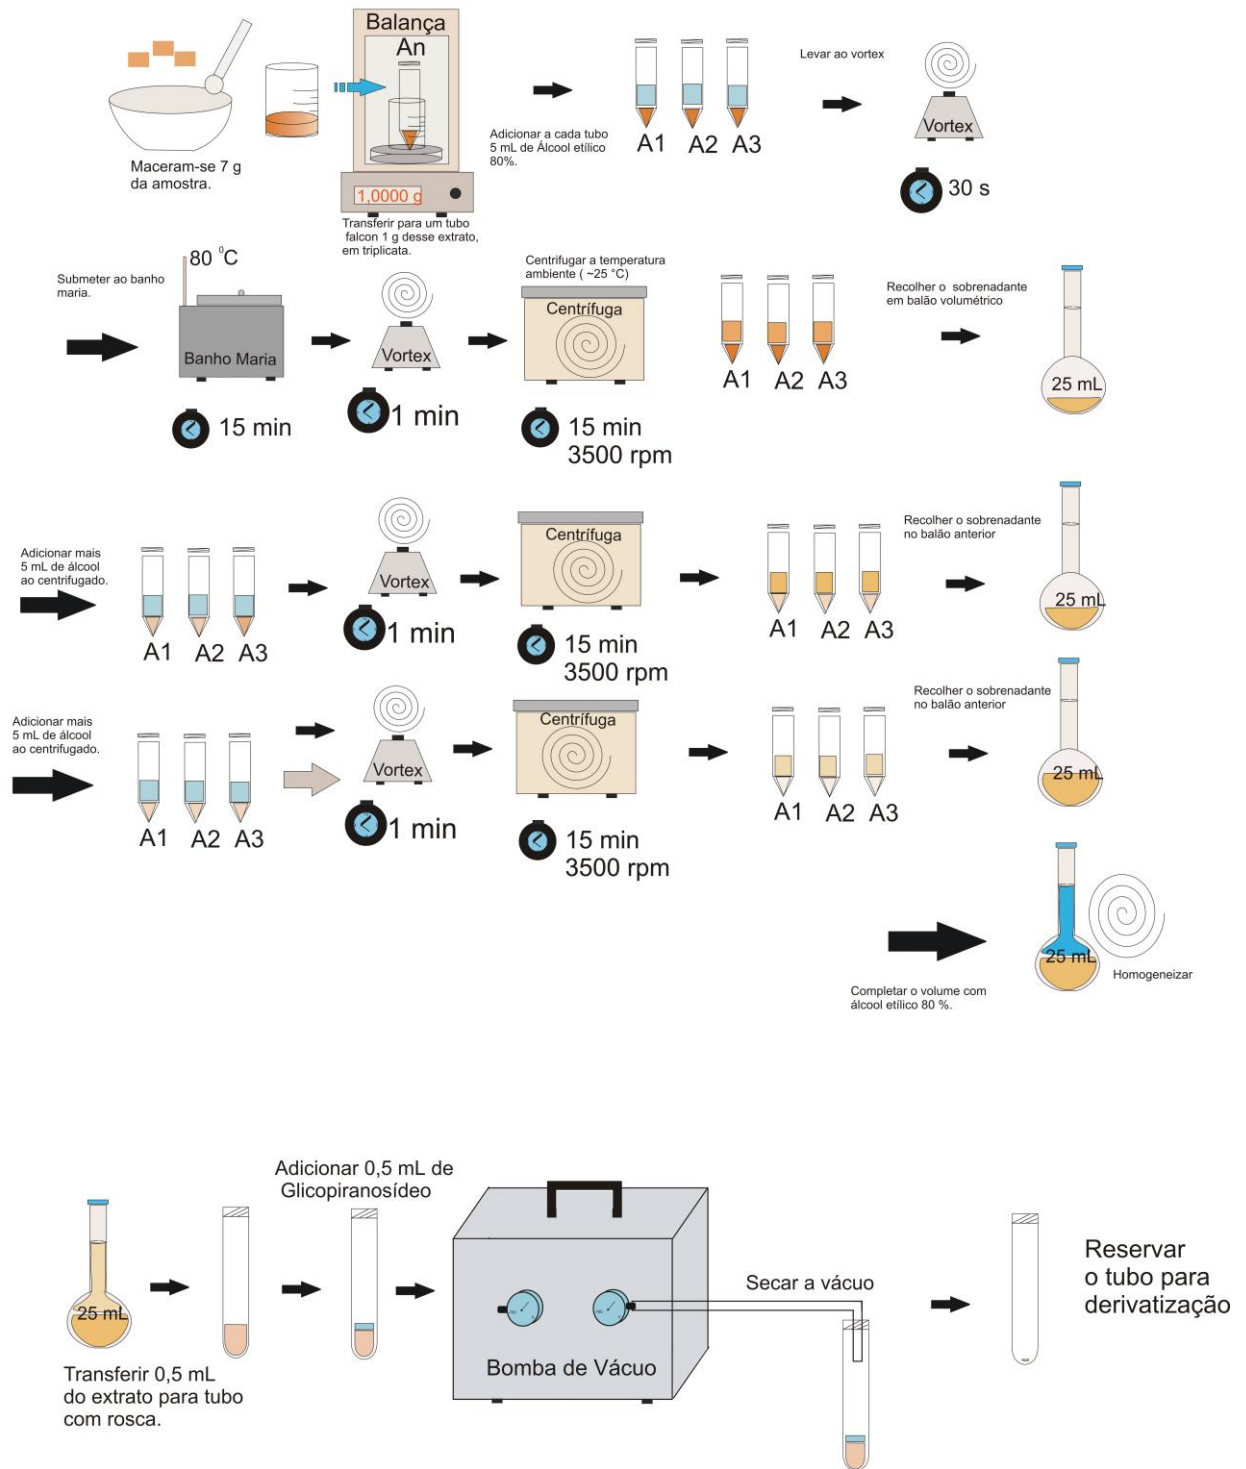 Balança
An
1,0000 g
Maceram-se 7 g
da amostra.
Transferir para um tubo
falcon 1 g desse extrato,
em triplicata.
Adicionar a cada tubo
5 mL de Álcool etílico
80%.
A1 A2 A3
Levar ao vortex
Vortex
30 s
Submeter ao banho
maria.
80 °C
Banho Maria
15 min
Vortex
1 min
Centrifugar a temperatura
ambiente ( ~25 °C)
Centrífuga
15 min
3500 rpm
A1 A2 A3
Recolher o sobrenadante
em balão volumétrico
25 mL
Adicionar mais
5 mL de álcool
ao centrifugado.
A1 A2 A3
Vortex
1 min
Centrífuga
15 min
3500 rpm
A1 A2 A3
Recolher o sobrenadante
no balão anterior
25 mL
Adicionar mais
5 mL de álcool
ao centrifugado.
A1 A2 A3
Vortex
1 min
Centrífuga
15 min
3500 rpm
A1 A2 A3
Recolher o sobrenadante
no balão anterior
25 mL
Completar o volume com
álcool etílico 80 %.
25 mL
Homogeneizar
25 mL
Transferir 0,5 mL
do extrato para tubo
com rosca.
Adicionar 0,5 mL de
Glicopiranosídeo
Bomba de Vácuo
Secar a vácuo
Reservar
o tubo para
derivatização